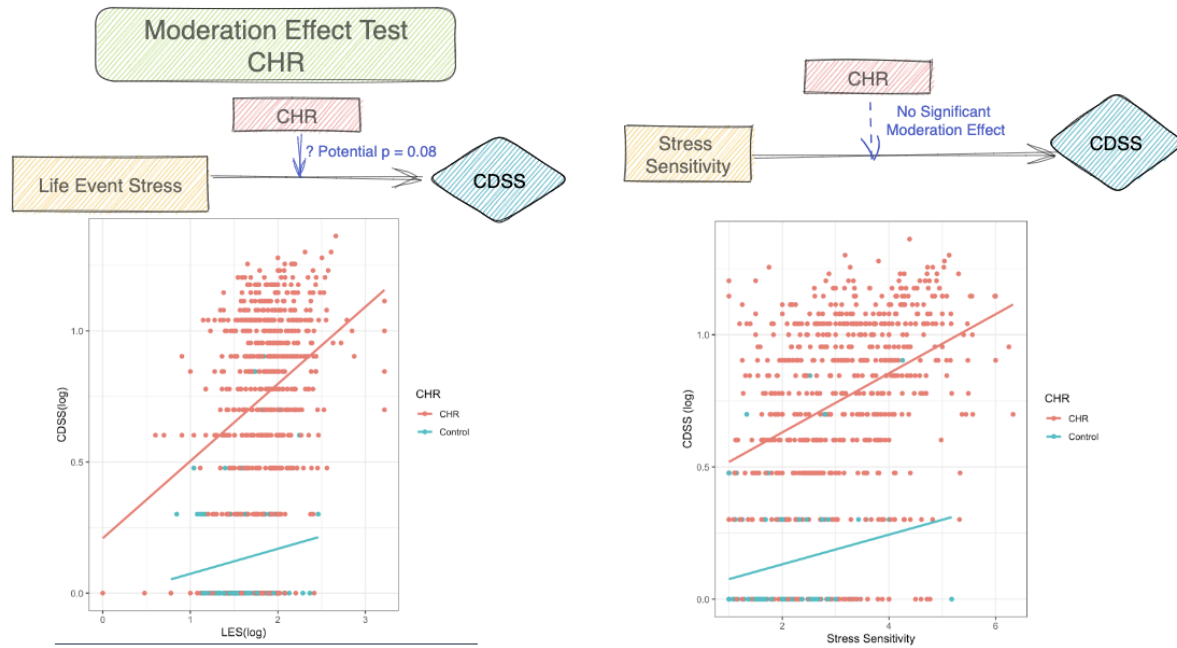 Moderation Effect Test
CHR
CHR
? Potential p = 0.08
Life Event Stress
CDSS
CHR
No Significant
Moderation Effect
Stress
Sensitivity
CDSS
1.0
0.5
0.0
CDSS(log)
0
1
2
3
LES(log)
CHR
CHR
Control
1.0
0.5
0.0
CDSS (log)
2
4
6
Stress Sensitivity
CHR
CHR
Control